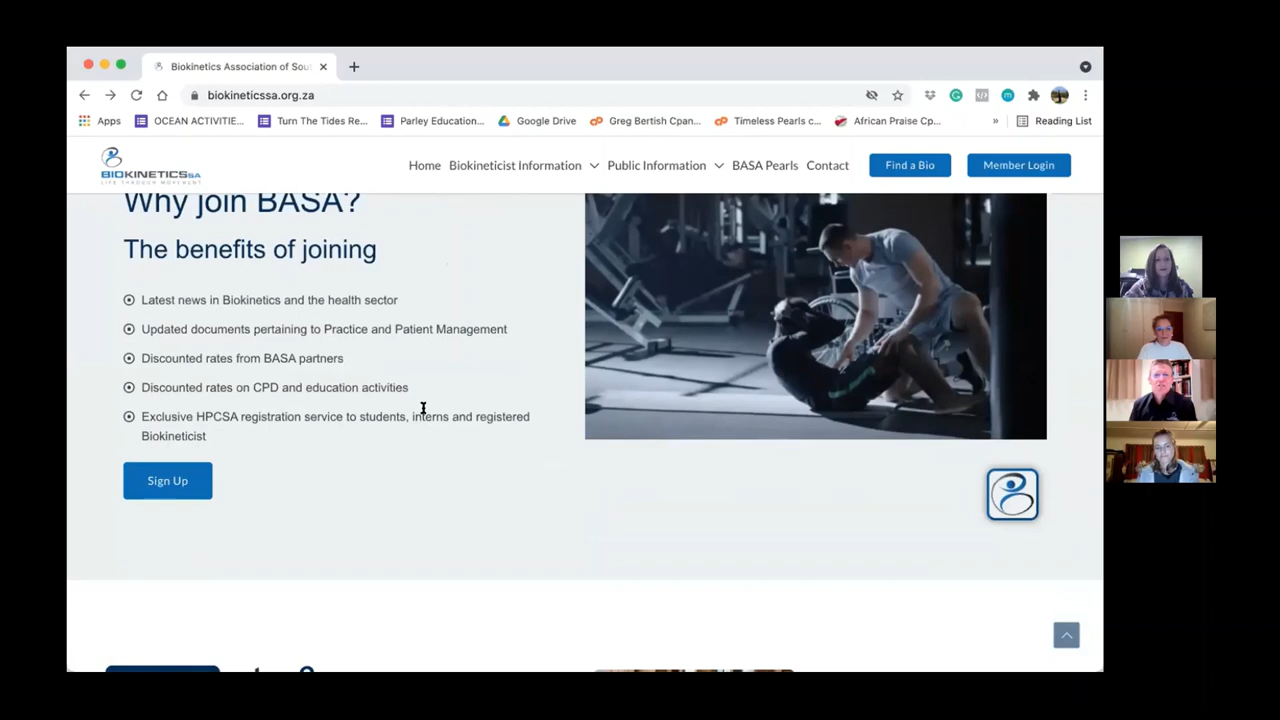 Biokinetics Association of Sou
biokineticssa.org.za
Apps
OCEAN ACTIVITIE...
Turn The Tides Re...
Parley Education...
Google Drive
Greg Bertish Cpan...
Timeless Pearls c...
African Praise Cp...
»
Reading List
BIOKINETICSSA
LIFE THROUGH MOVEMENT
Home
Biokineticist Information
Public Information
BASA Pearls
Contact
Find a Bio
Member Login
Why join BASA?
The benefits of joining
Latest news in Biokinetics and the health sector
Updated documents pertaining to Practice and Patient Management
Discounted rates from BASA partners
Discounted rates on CPD and education activities
Exclusive HPCSA registration service to students, interns and registered
Biokineticist
Sign Up